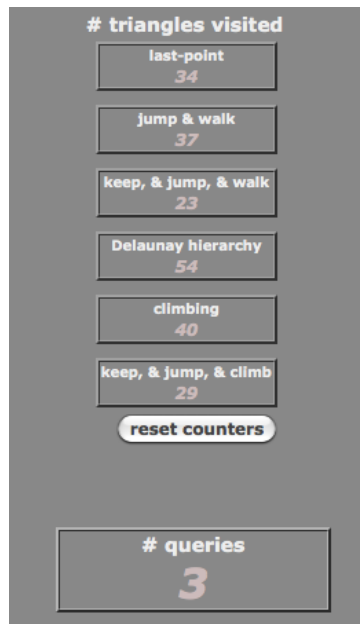 # triangles visited
last-point
34
jump & walk
37
keep, & jump, & walk
23
Delaunay hierarchy
54
climbing
40
keep, & jump, & climb
29
reset counters
# queries
3